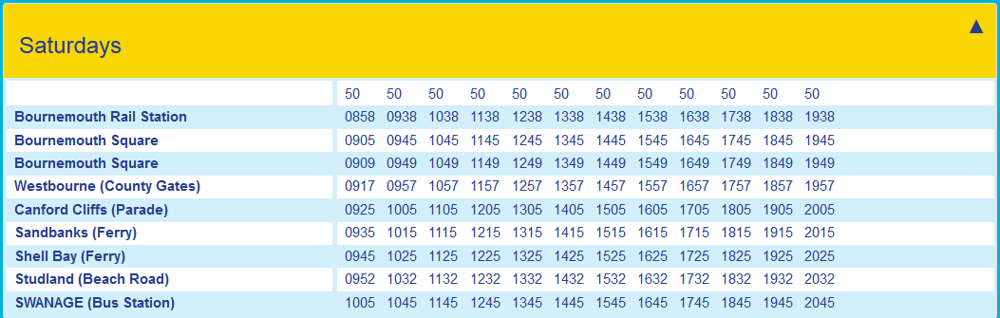 Saturdays
▲
50 50 50 50 50 50 50 50 50 50 50 50
Bournemouth Rail Station 0858 0938 1038 1138 1238 1338 1438 1538 1638 1738 1838 1938
Bournemouth Square 0905 0945 1045 1145 1245 1345 1445 1545 1645 1745 1845 1945
Bournemouth Square 0909 0949 1049 1149 1249 1349 1449 1549 1649 1749 1849 1949
Westbourne (County Gates) 0917 0957 1057 1157 1257 1357 1457 1557 1657 1757 1857 1957
Canford Cliffs (Parade) 0925 1005 1105 1205 1305 1405 1505 1605 1705 1805 1905 2005
Sandbanks (Ferry) 0935 1015 1115 1215 1315 1415 1515 1615 1715 1815 1915 2015
Shell Bay (Ferry) 0945 1025 1125 1225 1325 1425 1525 1625 1725 1825 1925 2025
Studland (Beach Road) 0952 1032 1132 1232 1332 1432 1532 1632 1732 1832 1932 2032
SWANAGE (Bus Station) 1005 1045 1145 1245 1345 1445 1545 1645 1745 1845 1945 2045